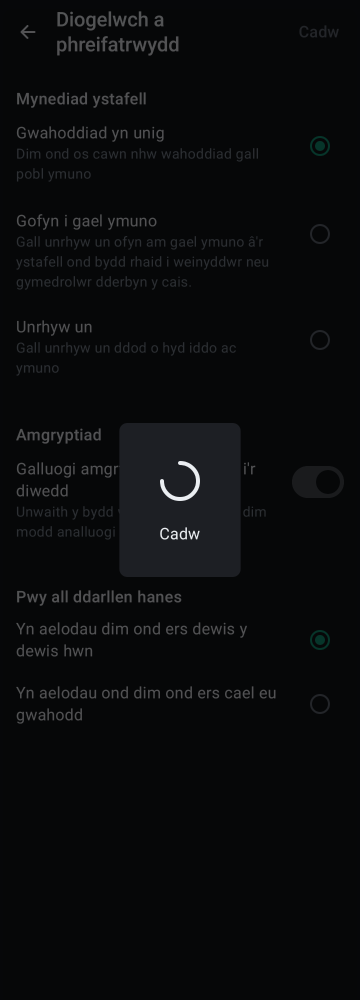 Diogelwch a
phreifatrwydd
Cadw
Mynediad ystafell
Gwahoddiad yn unig
Dim ond os cawn nhw wahoddiad gall
pobl ymuno
Gofyn i gael ymuno
Gall unrhyw un ofyn am gael ymuno â'r
ystafell ond bydd rhaid i weinyddwr neu
gymedrolwr dderbyn y cais.
Unrhyw un
Gall unrhyw un ddod o hyd iddo ac
ymuno
Amgryptiad
Galluogi i'r
diwedd
Unwaith y bydd dim
modd analluogi
Cadw
Pwy all ddarllen hanes
Yn aelodau dim ond ers dewis y
dewis hwn
Yn aelodau ond dim ond ers cael eu
gwahodd